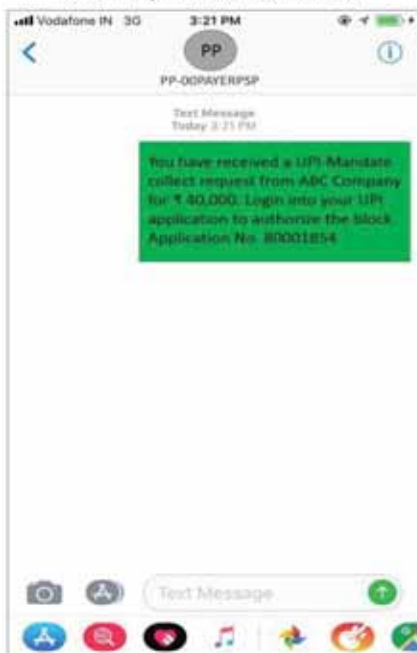 Vodafone IN 3G 3:21 PM
PP
PP-00PAYERPSP
Text Message
Today 3:21 PM
You have received a UPI-Mandate
collect request from ABC Company
for ₹ 40,000. Login into your UPI
application to authorize the block
Application No. 80001854
Text Message